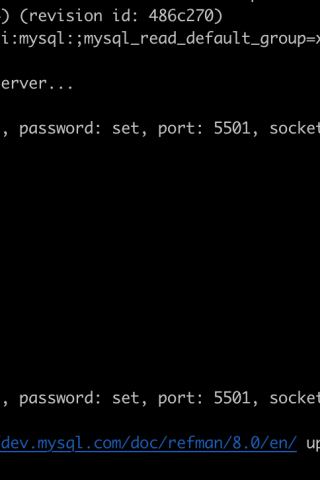 ) (revision id: 486c270)
i:mysql:;mysql_read_default_group=x
erver...
, password: set, port: 5501, socket
, password: set, port: 5501, socket
dev.mysql.com/doc/refman/8.0/en/ up